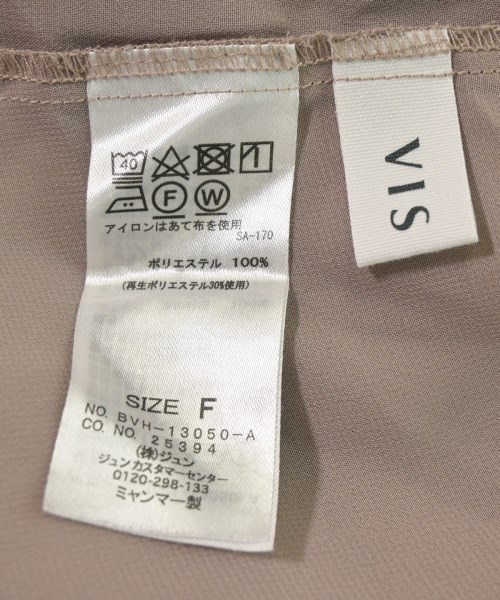 40
F W
アイロンはあて布を使用
SA-170
ポリエステル 100%
(再生ポリエステル30%使用)
SIZE F
NO. BVH-13050-A
CO. NO. 25394
(株)ジュン
ジュンカスタマーセンター
0120-298-133
ミャンマー製
VIS